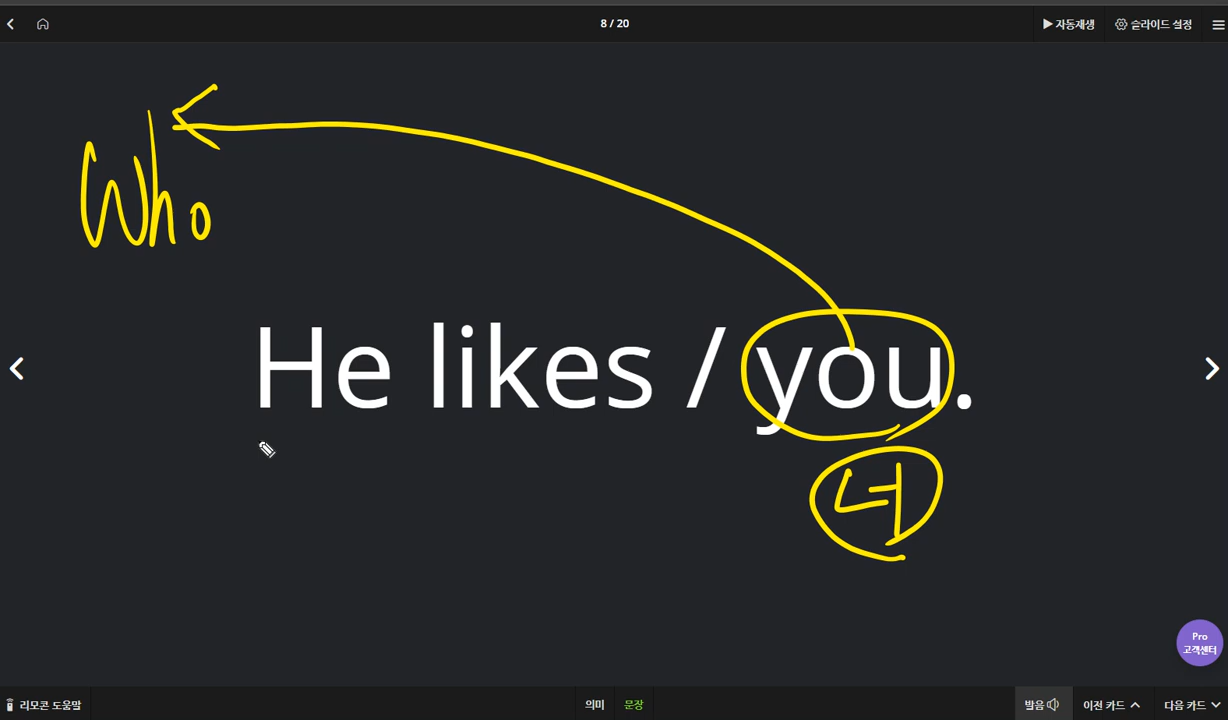 8 / 20
자동재생
슬라이드 설정
Who
He likes / you.
너
Pro
고객센터
리모콘 도움말
의미
문장
발음
이전 카드
다음 카드